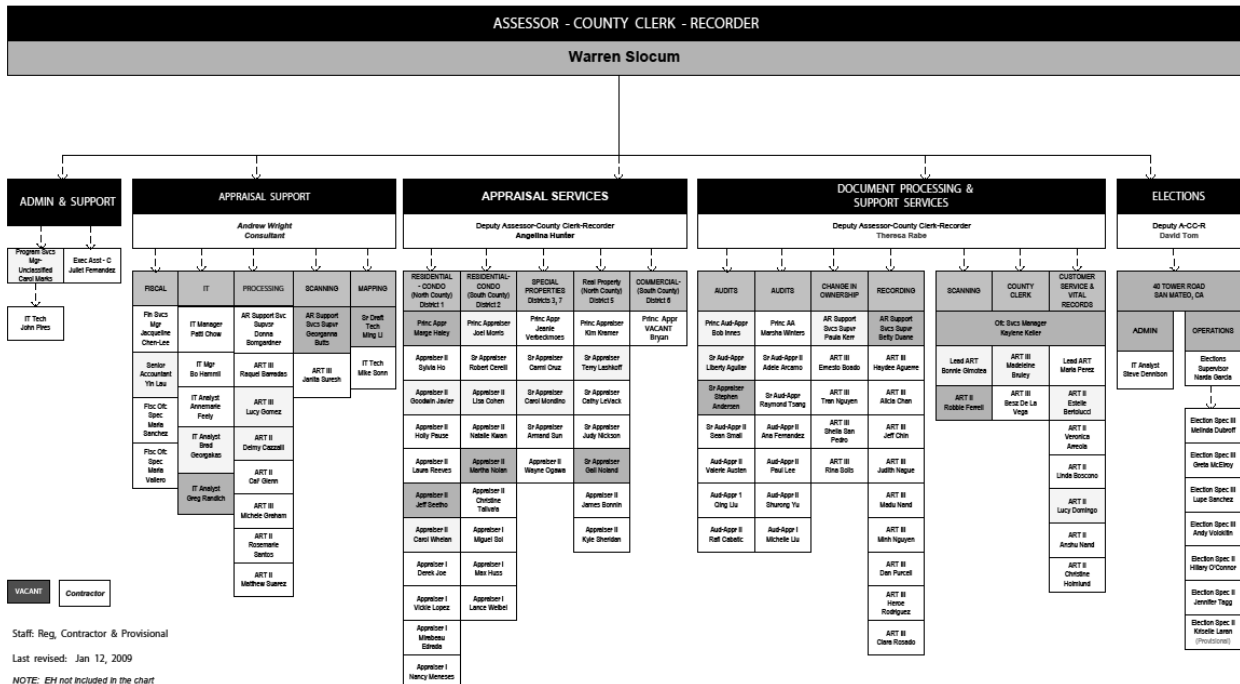 ASSESSOR - COUNTY CLERK - RECORDER
Warren Slocum
ADMIN & SUPPORT
Program Svcs
Mgr-
Unclassified
Carol Marks
Exec Asst - C
Juliet Fernandez
IT Tech
John Pires
APPRAISAL SUPPORT
Andrew Wright
Consultant
FISCAL
Fin Svcs
Mgr
Jacqueline
Chen-Lee
Senior
Accountant
Yin Lau
Fisc Ofc
Spec
Maria
Sanchez
Fisc Ofc
Spec
Maria
Vallero
IT
IT Manager
Patti Chow
IT Mgr
Bo Hammil
IT Analyst
Annemarie
Feely
IT Analyst
Brad
Georgakas
IT Analyst
Greg Randich
PROCESSING
AR Support Svc
Supvsr
Donna
Bomgardner
ART III
Raquel Barradas
ART III
Lucy Gomez
ART II
Delmy Cazzali
ART II
Calf Glenn
ART III
Michele Graham
ART II
Rosemarie
Santos
ART II
Matthew Suarez
SCANNING
AR Support
Svcs Supvr
Georganna
Butts
ART III
Janita Suresh
MAPPING
Sr Draft
Tech
Ming Li
IT Tech
Mike Sonn
APPRAISAL SERVICES
Deputy Assessor-County Clerk-Recorder
Angelina Hunter
RESIDENTIAL
- CONDO
(North County)
District 1
Princ Appr
Marge Haley
Appraiser II
Sylvia Ho
Appraiser II
Goodwin Javier
Appraiser II
Holly Pause
Appraiser II
Laura Reeves
Appraiser II
Jeff Seetho
Appraiser II
Carol Whelan
Appraiser I
Derek Joe
Appraiser I
Vickie Lopez
Appraiser I
Mirabeau
Edrada
Appraiser I
Nancy Meneses
RESIDENTIAL-
CONDO
(South County)
District 2
Princ Appraiser
Joel Morris
Sr Appraiser
Robert Cerelli
Appraiser II
Lisa Cohen
Appraiser II
Natalie Kwan
Appraiser II
Martha Nolan
Appraiser II
Christine
Appraiser I
Miguel Sol
Appraiser I
Max Huss
Appraiser I
Lance Weibel
SPECIAL
PROPERTIES
Districts 3, 7
Princ Appr
Jeanie
Verbeckmoes
Sr Appraiser
Carmi Cruz
Sr Appraiser
Carol Mondino
Sr Appraiser
Armand Sun
Appraiser II
Wayne Ogawa
Real Property
(North County)
District 5
Princ Appraiser
Kim Kramer
Sr Appraiser
Terry Lashkoff
Sr Appraiser
Cathy LeVack
Sr Appraiser
Judy Nickson
Sr Appraiser
Gail Noland
Appraiser II
James Bonnin
Appraiser II
Kyle Sheridan
COMMERCIAL-
(South County)
District 6
Princ Appr
VACANT
Bryan
DOCUMENT PROCESSING &
SUPPORT SERVICES
Deputy Assessor-County Clerk-Recorder
Theresa Rabe
AUDITS
Princ Aud-Appr
Bob Innes
Sr Aud-Appr
Liberty Aguilar
Sr Appraiser
Stephen
Andersen
Sr Aud-Appr II
Sean Small
Aud-Appr II
Valerie Austen
Aud-Appr 1
Qing Liu
Aud-Appr II
Rafi Cabatic
AUDITS
Princ AA
Marsha Winters
Sr Aud-Appr II
Adele Arcamo
Sr Aud-Appr
Raymond Tsang
Aud-Appr II
Ana Fernandez
Aud-Appr II
Paul Lee
Aud-Appr II
Shurong Yu
Aud-Appr I
Michelle Liu
CHANGE IN
OWNERSHIP
AR Support
Svcs Supvr
Paula Kerr
ART III
Ernesto Boado
ART III
Tran Nguyen
ART III
Sheila San
Pedro
ART III
Rina Solis
RECORDING
AR Support
Svcs Supvr
Betty Duane
ART III
Haydee Aguerre
ART III
Alicia Chan
ART III
Jeff Chin
ART III
Judith Nague
ART III
Madu Nand
ART III
Minh Nguyen
ART III
Dan Purcell
ART III
Heroe
Rodriguez
ART III
Clara Rosado
SCANNING
COUNTY
CLERK
CUSTOMER
SERVICE &
VITAL
RECORDS
Ofc Svcs Manager
Kaylene Keller
Lead ART
Bonnie Gimotea
ART II
Robbie Ferrell
ART III
Madeleine
Bruley
ART III
Besz De La
Vega
Lead ART
Maria Perez
ART II
Estelle
Bertolucci
ART II
Veronica
Arreola
ART II
Linda Boscono
ART II
Lucy Domingo
ART II
Anshu Nand
ART II
Christine
Holmlund
ELECTIONS
Deputy A-CC-R
David Tom
40 TOWER ROAD
SAN MATEO, CA
ADMIN
IT Analyst
Steve Dennison
OPERATIONS
Elections
Supervisor
Narda Garcia
Election Spec III
Melinda Dubroff
Election Spec III
Greta McElroy
Election Spec III
Lupe Sanchez
Election Spec III
Andy Volokitin
Election Spec II
Hillary O'Connor
Election Spec II
Jennifer Tagg
Election Spec II
Kriselle Laran
(Provisional)
VACANT
Contractor
Staff: Reg, Contractor & Provisional
Last revised: Jan 12, 2009
NOTE: EH not included in the chart